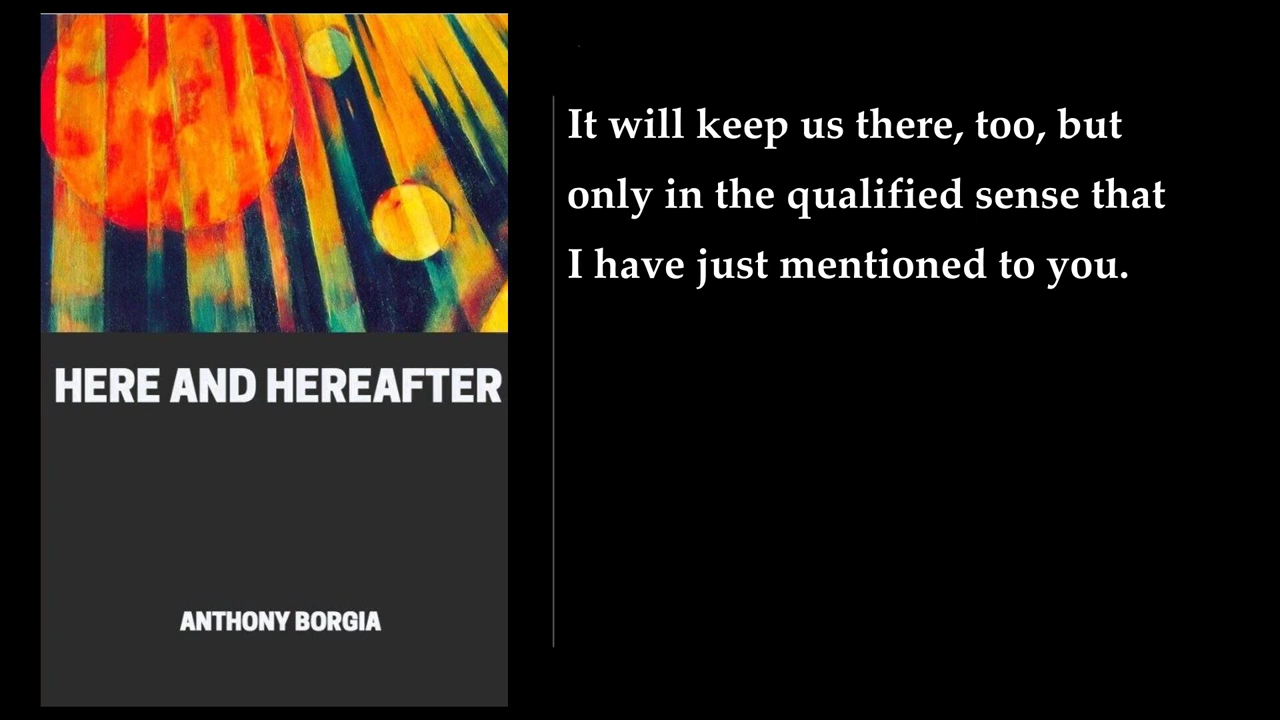 It will keep us there, too, but
only in the qualified sense that
I have just mentioned to you.
HERE AND HEREAFTER
ANTHONY BORGIA